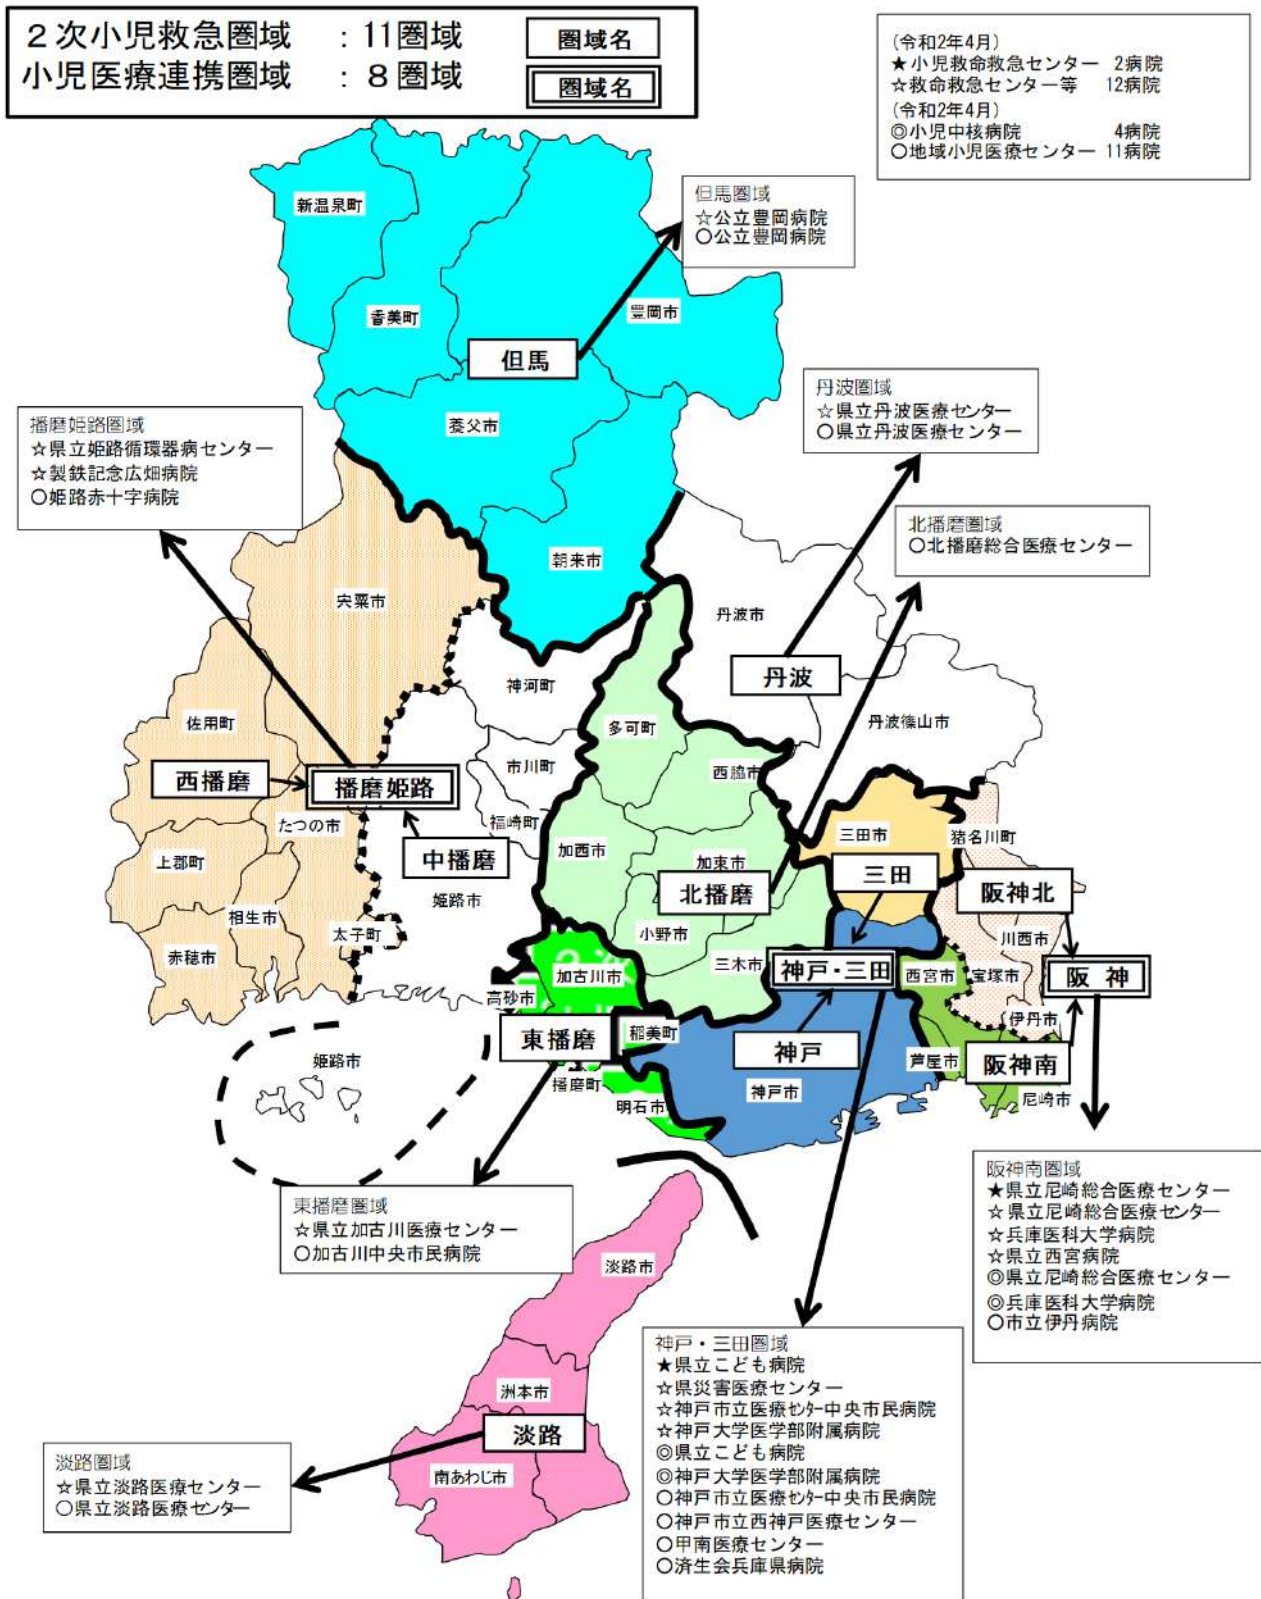 ２次小児救急圏域　：11圏域　圏域名
小児医療連携圏域　：８圏域　圏域名
(令和2年4月)
★小児救命救急センター　2病院
☆救命救急センター等　12病院
(令和2年4月)
◎小児中核病院　4病院
○地域小児医療センター　11病院
但馬圏域
☆公立豊岡病院
○公立豊岡病院
新温泉町
香美町
豊岡市
但馬
養父市
朝来市
丹波圏域
☆県立丹波医療センター
○県立丹波医療センター
播磨姫路圏域
☆県立姫路循環器病センター
☆製鉄記念広畑病院
○姫路赤十字病院
北播磨圏域
○北播磨総合医療センター
宍粟市
丹波市
丹波
神河町
佐用町
多可町
丹波篠山市
市川町
西脇市
西播磨
播磨姫路
たつの市
福崎町
三田市
猪名川町
上郡町
中播磨
加西市
加東市
三田
姫路市
北播磨
阪神北
相生市
太子町
小野市
川西市
赤穂市
三木市
神戸・三田
西宮市
宝塚市
阪神
加古川市
高砂市
伊丹市
東播磨
稲美町
神戸
芦屋市
阪神南
姫路市
播磨町
明石市
神戸市
尼崎市
東播磨圏域
☆県立加古川医療センター
○加古川中央市民病院
阪神南圏域
★県立尼崎総合医療センター
☆県立尼崎総合医療センター
☆兵庫医科大学病院
☆県立西宮病院
◎県立尼崎総合医療センター
◎兵庫医科大学病院
○市立伊丹病院
淡路市
洲本市
淡路
南あわじ市
神戸・三田圏域
★県立こども病院
☆県災害医療センター
☆神戸市立医療センター中央市民病院
☆神戸大学医学部附属病院
◎県立こども病院
◎神戸大学医学部附属病院
○神戸市立医療センター中央市民病院
○神戸市立西神戸医療センター
○甲南医療センター
○済生会兵庫県病院
淡路圏域
☆県立淡路医療センター
○県立淡路医療センター